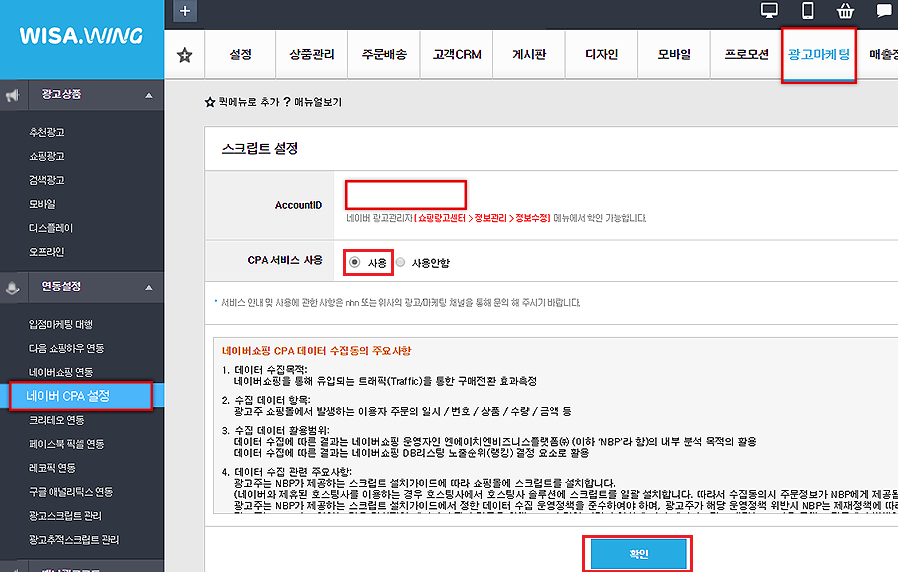 WISA.WING
+
설정
상품관리
주문배송
고객CRM
게시판
디자인
모바일
프로모션
광고마케팅
광고상품
추천광고
쇼핑광고
검색광고
모바일
디스플레이
오프라인
연동설정
입점마케팅 대행
다음 쇼핑하우 연동
네이버쇼핑 연동
네이버 CPA 설정
크리테오 연동
페이스북 픽셀 연동
레코픽 연동
구글 애널리틱스 연동
광고스크립트 관리
광고추적스크립트 관리
퀵메뉴로 추가 ? 매뉴얼보기
스크립트 설정
AccountID
네이버 광고관리자 [ 쇼핑광고센터 > 정보관리 > 정보수정] 메뉴에서 확인 가능합니다.
CPA 서비스 사용
사용
사용안함
* 서비스 안내 및 사용에 관한 사항은 nhn 또는 위사의 광고/마케팅 채널을 통해 문의 해 주시기 바랍니다.
네이버쇼핑 CPA 데이터 수집동의 주요사항
1. 데이터 수집목적:
네이버쇼핑을 통해 유입되는 트래픽(Traffic)을 통한 구매전환 효과측정
2. 수집 데이터 항목:
광고주 쇼핑몰에서 발생하는 이용자 주문의 일시 / 번호 / 상품 / 수량 / 금액 등
3. 수집 데이터 활용범위:
데이터 수집에 따른 결과는 네이버쇼핑 운영자인 엔에이치엔비즈니스플랫폼㈜ (이하 'NBP'라 함)의 내부 분석 목적의 활용
데이터 수집에 따른 결과는 네이버쇼핑 DB리스팅 노출순위(랭킹) 결정 요소로 활용
4. 데이터 수집 관련 주요사항:
광고주는 NBP가 제공하는 스크립트 설치가이드에 따라 쇼핑몰에 스크립트를 설치합니다.
(네이버와 제휴된 호스팅사를 이용하는 경우 호스팅사에서 호스팅사 솔루션에 스크립트를 일괄 설치합니다. 따라서 수집동의시 주문정보가 NBP에게 제공됩
광고주는 NBP가 제공하는 스크립트 설치가이드에서 정한 데이터 수집 운영정책을 준수하여야 하며, 광고주가 해당 운영정책 위반시 NBP는 제재정책에 따라
확인